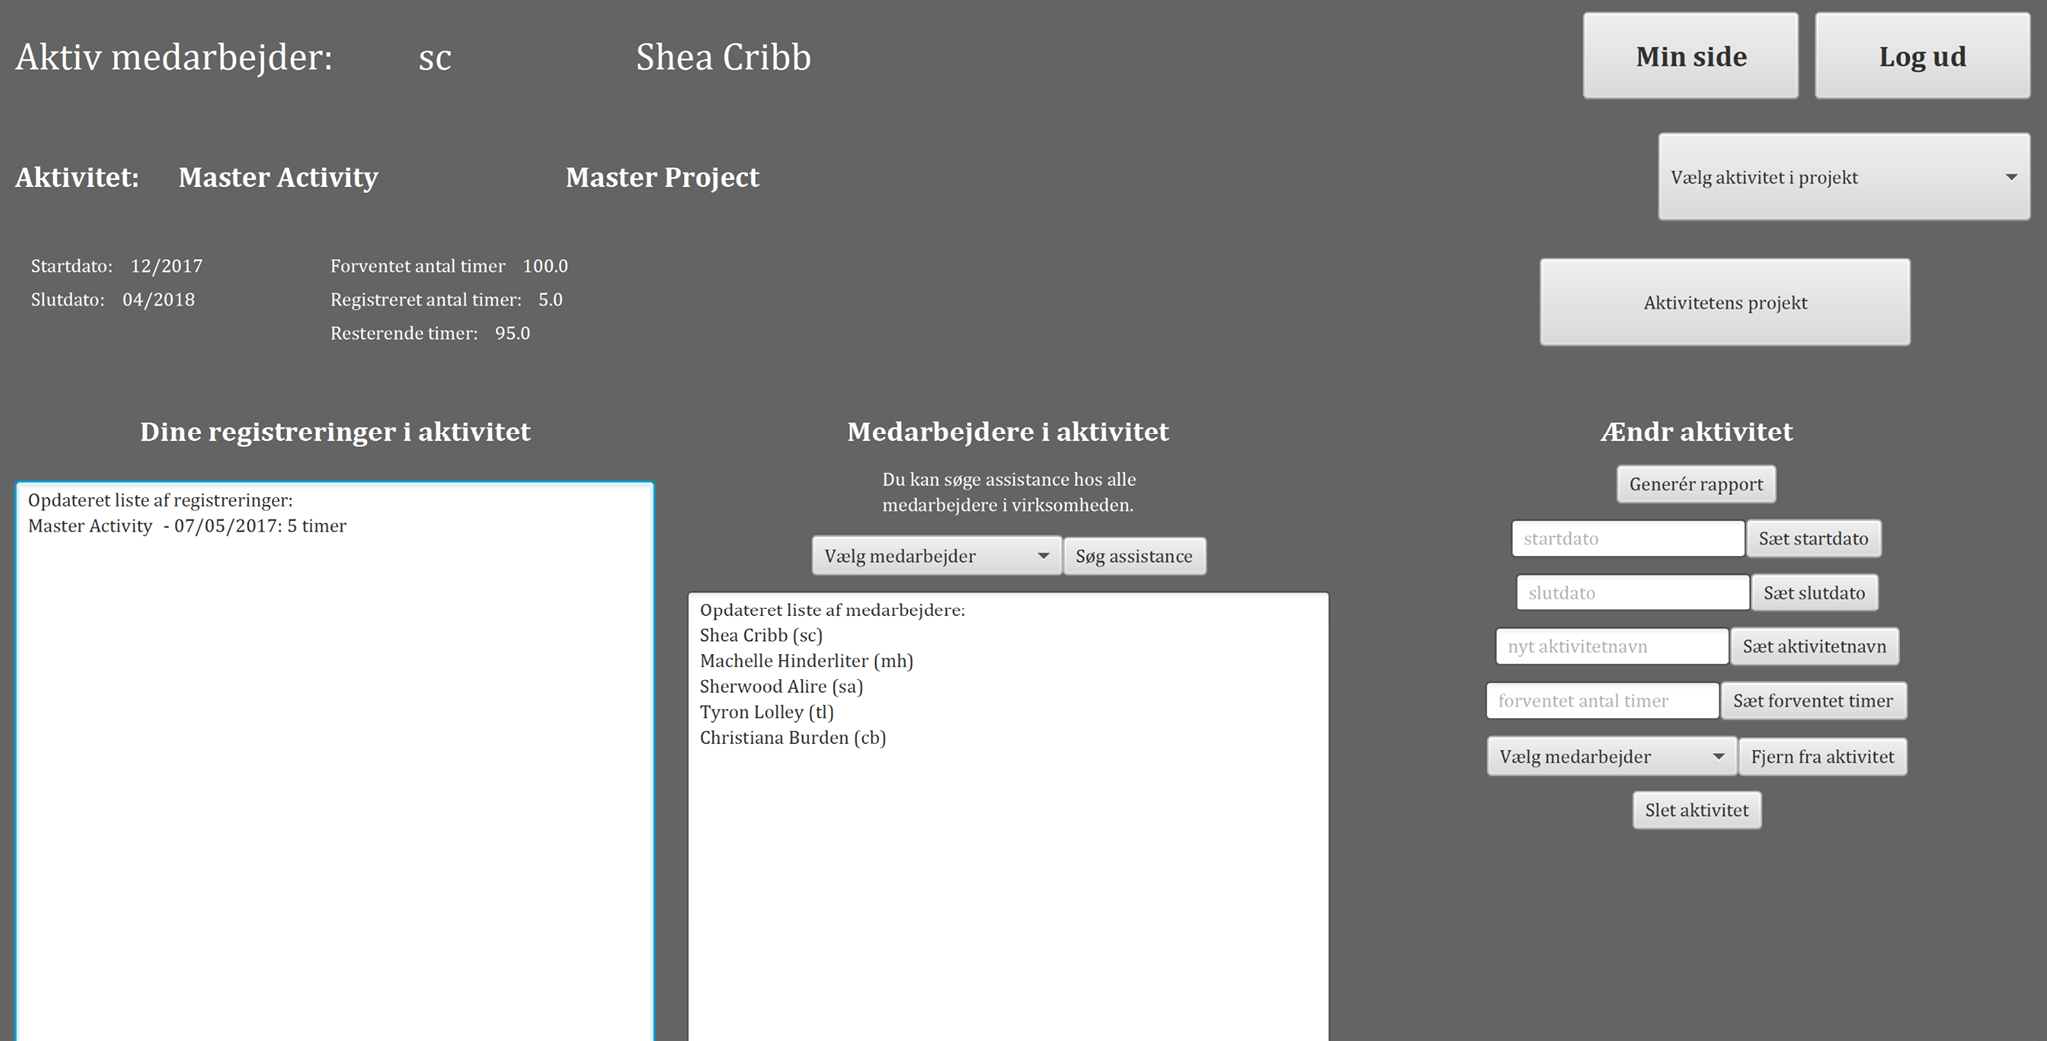 Aktiv medarbejder: sc Shea Cribb Min side Log ud
Aktivitet: Master Activity Master Project Vælg aktivitet i projekt
Startdato: 12/2017 Forventet antal timer 100.0
Slutdato: 04/2018 Registreret antal timer: 5.0
Resterende timer: 95.0
Aktivitetens projekt
Dine registreringer i aktivitet
Opdateret liste af registreringer:
Master Activity - 07/05/2017: 5 timer
Medarbejdere i aktivitet
Du kan søge assistance hos alle
medarbejdere i virksomheden.
Vælg medarbejder Søg assistance
Opdateret liste af medarbejdere:
Shea Cribb (sc)
Machelle Hinderliter (mh)
Sherwood Alire (sa)
Tyron Lolley (tl)
Christiana Burden (cb)
Ændr aktivitet
Generér rapport
startdato Sæt startdato
slutdato Sæt slutdato
nyt aktivitetnavn Sæt aktivitetnavn
forventet antal timer Sæt forventet timer
Vælg medarbejder Fjern fra aktivitet
Slet aktivitet